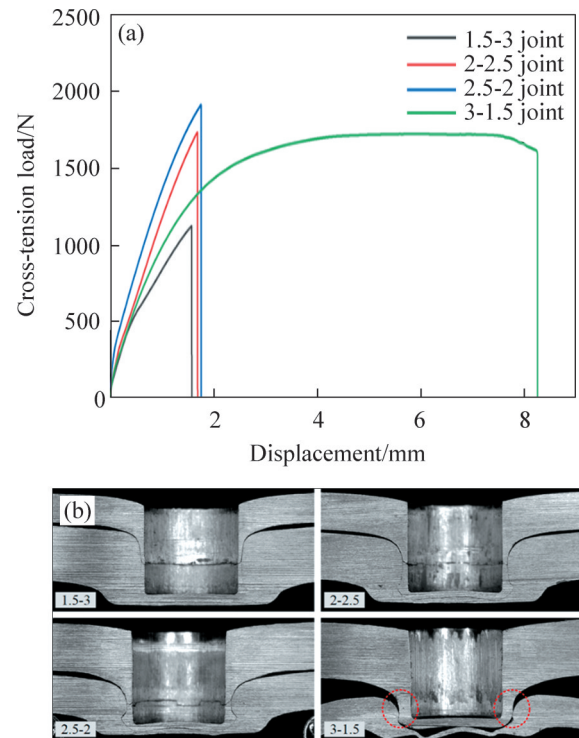 (a)
1.5-3 joint
2-2.5 joint
2.5-2 joint
3-1.5 joint
2500
2000
1500
1000
500
0
2
4
6
8
Cross-tension load/N
Displacement/mm
(b)
1.5-3
2-2.5
2.5-2
3-1.5